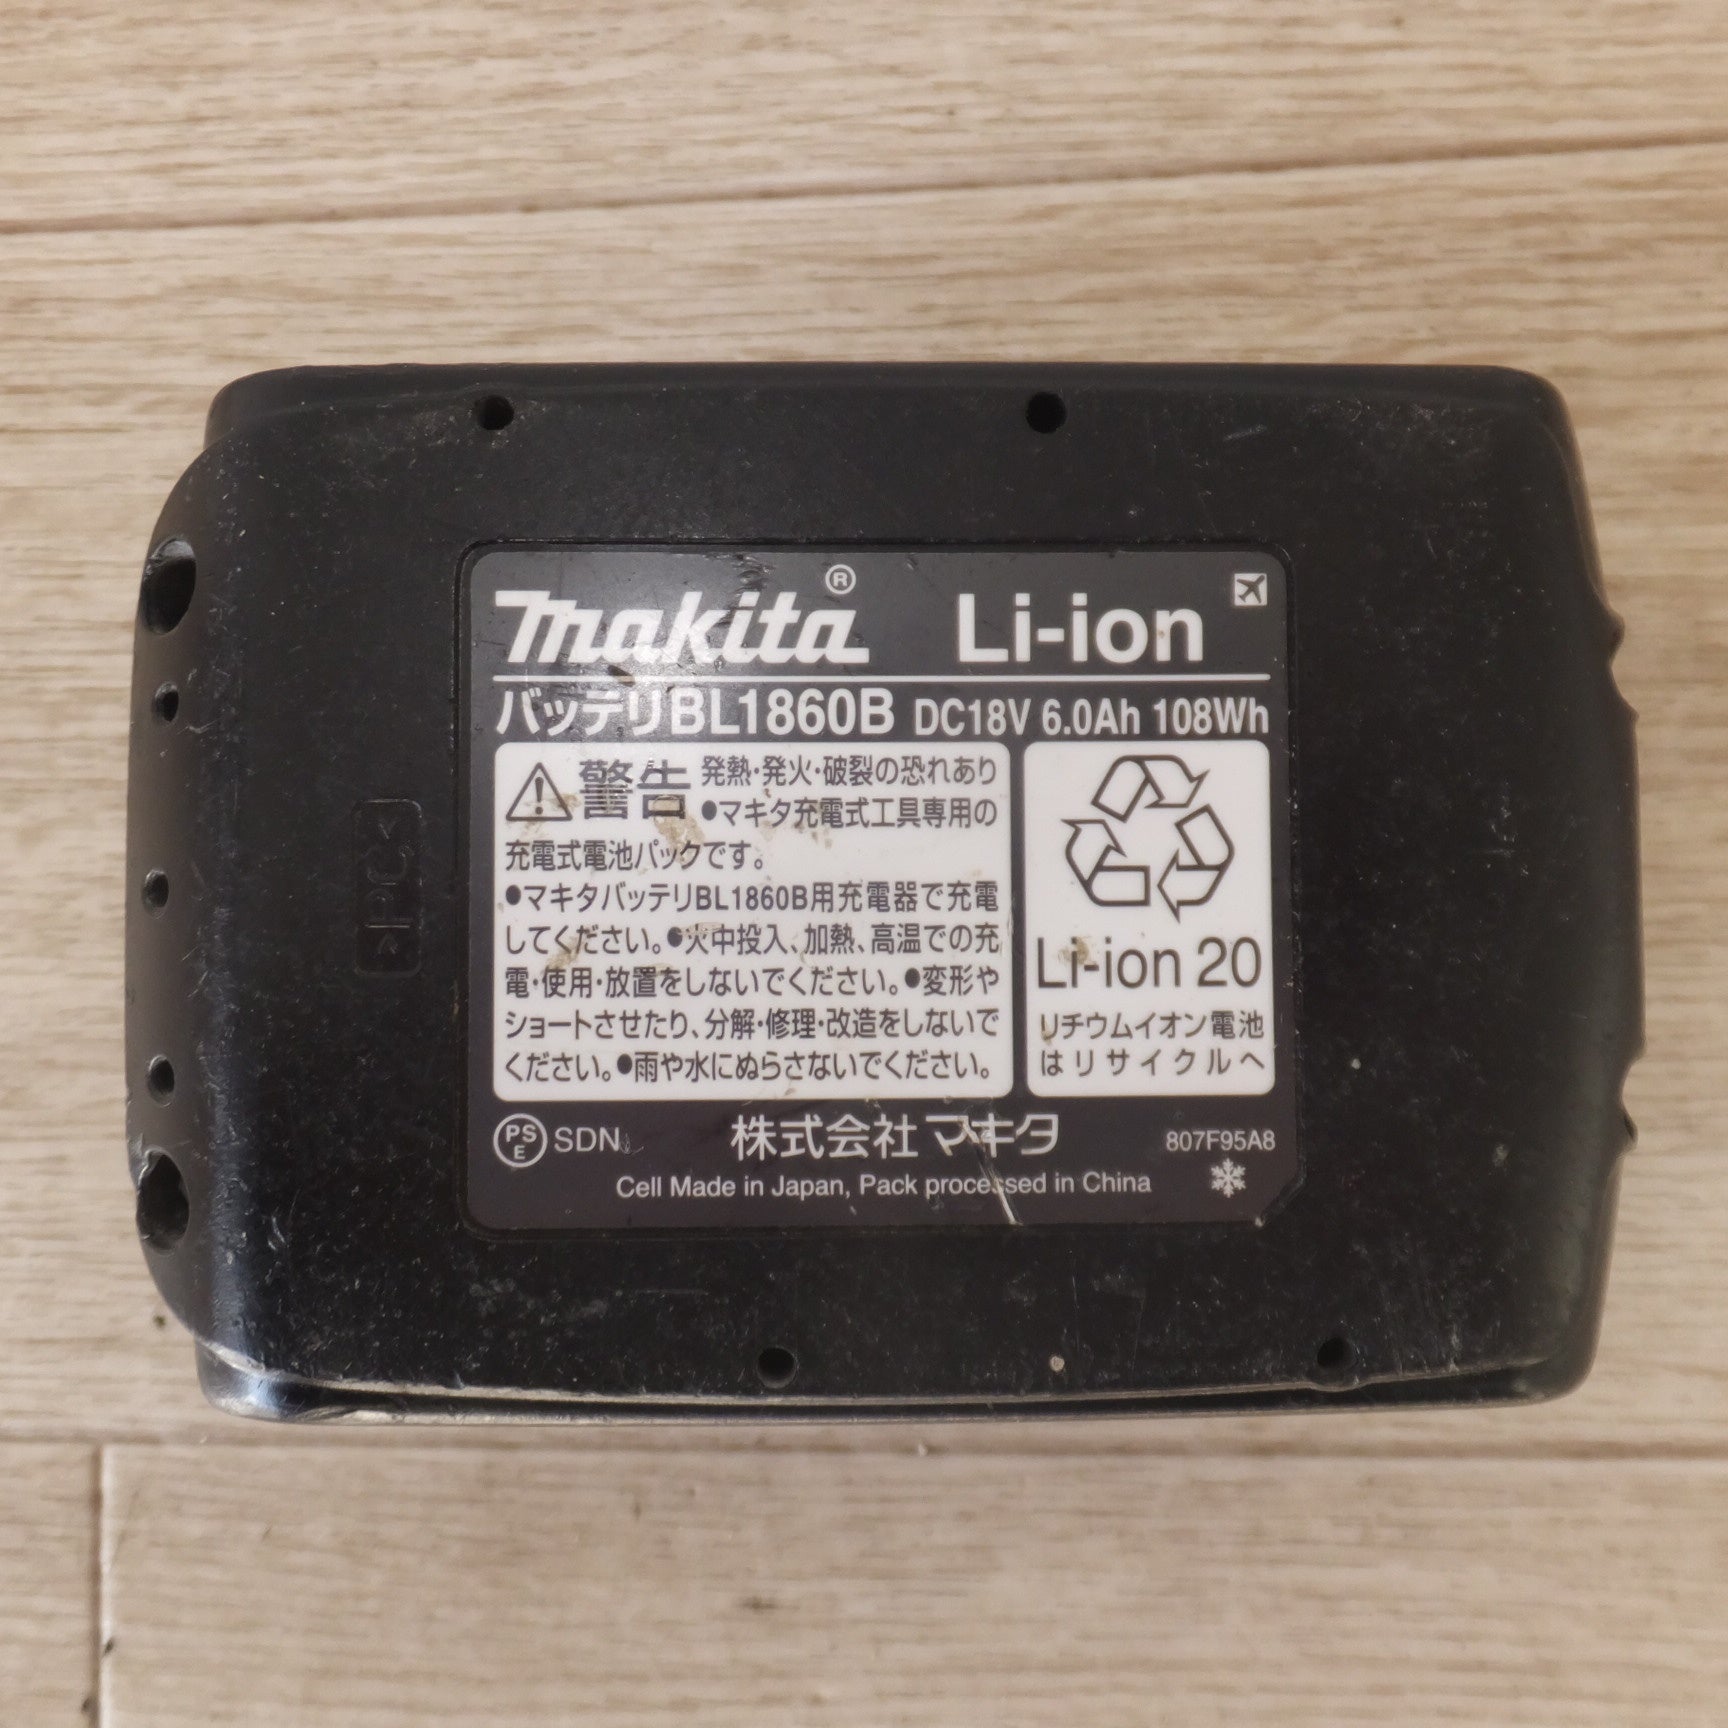 makita® Li-ion
バッテリBL1860B DC18V 6.0Ah 108Wh
警告 発熱・発火・破裂の恐れあり
●マキタ充電式工具専用の
充電式電池パックです。
●マキタバッテリBL1860B用充電器で充電
してください。●火中投入、加熱、高温での充
電・使用・放置をしないでください。●変形や
ショートさせたり、分解・修理・改造をしないで
ください。●雨や水にぬらさないでください。
Li-ion 20
リチウムイオン電池
はリサイクルへ
PSE SDN 株式会社マキタ 807F95A8
Cell Made in Japan, Pack processed in China
>PC<